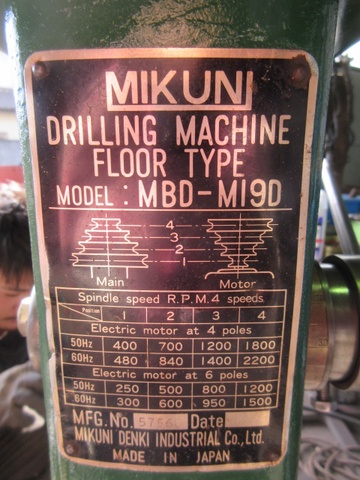 MIKUNI
DRILLING MACHINE
FLOOR TYPE
MODEL : MBD-M19D
4
3
2
1
Main Motor
Spindle speed R.P.M. 4 speeds
Position 1 2 3 4
Electric motor at 4 poles
50Hz 400 700 1200 1800
60Hz 480 840 1400 2200
Electric motor at 6 poles
50Hz 250 500 800 1200
60Hz 300 600 950 1500
MFG. No. Date
MIKUNI DENKI INDUSTRIAL Co., Ltd.
MADE IN JAPAN